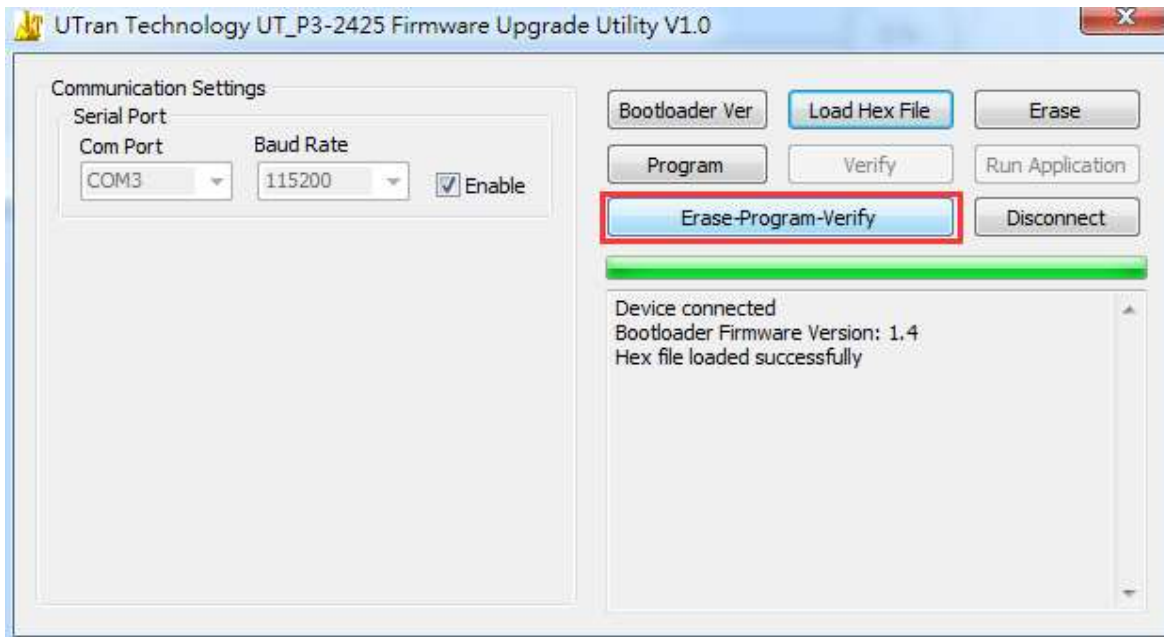 UTran Technology UT_P3-2425 Firmware Upgrade Utility V1.0
Communication Settings
Serial Port
Com Port Baud Rate
COM3 115200 Enable
Bootloader Ver Load Hex File Erase
Program Verify Run Application
Erase-Program-Verify Disconnect
Device connected
Bootloader Firmware Version: 1.4
Hex file loaded successfully